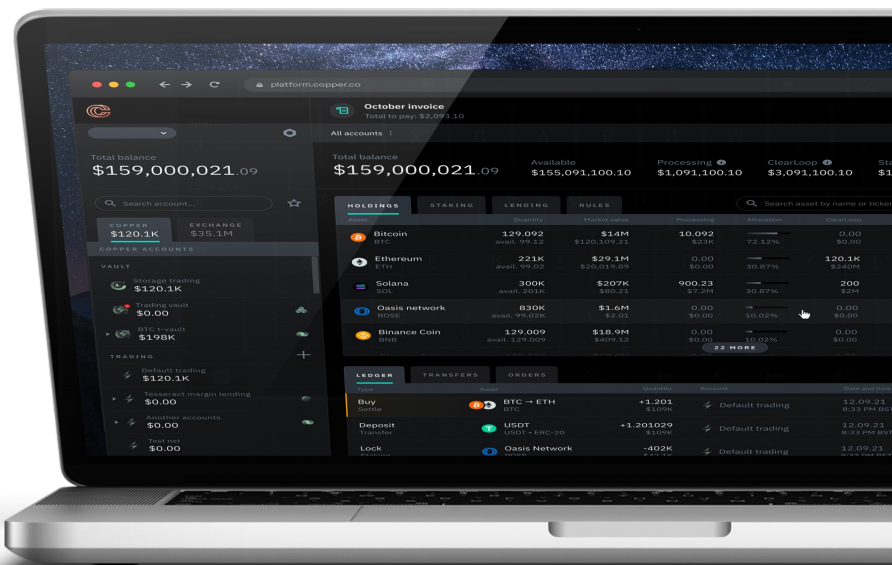 platform.copper.co
October invoice
Total to pay: $2,093.10
All accounts
Total balance
$159,000,021.09
Search account...
COPPER
$120.1K
EXCHANGE
$35.1M
COPPER ACCOUNTS
VAULT
Storage trading
$120.1K
Trading vault
$0.00
BTC t-vault
$198K
TRADING
Default trading
$120.1K
Tesseract margin lending
$0.00
Another accounts
$0.00
Test net
$0.00
Total balance
$159,000,021.09
Available
$155,091,100.10
Processing
$1,091,100.10
ClearLoop
$3,091,100.10
HOLDINGS STAKING LENDING RULES
Search asset by name or ticker
Asset Quantity Market value Processing Allocation ClearLoop
Bitcoin 129.092 $14M 10.092 0.00
BTC avail. 99.12 $120,109.21 $23K 72.12% $0.00
Ethereum 221K $29.1M 0.00 120.1K
ETH avail. 99.02 $20,019.09 $0.00 30.87% $240M
Solana 300K $207K 900.23 200
SOL avail. 201K $80.21 $7.2M 30.87% $2M
Oasis network 830K $1.6M 0.00 0.00
ROSE avail. 99.02K $2.01 $0.00 10.02% $0.00
Binance Coin 129.009 $18.9M 0.00 0.00
BNB avail. 129.009 $409.12 $0.00 10.02% $0.00
22 MORE
LEDGER TRANSFERS ORDERS
Type Asset Quantity Account Date and time
Buy BTC → ETH +1.201 Default trading 12.09.21
Settle BTC $109K 8:33 PM BST
Deposit USDT +1.201029 Default trading 12.09.21
Transfer USDT • ERC-20 $109K 8:33 PM BST
Lock Oasis Network -402K Default trading 12.09.21